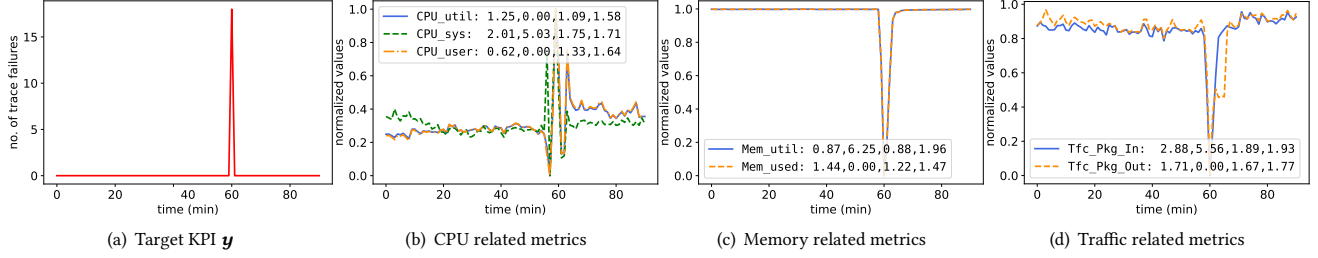 no. of trace failures
15
10
5
0
0
20
40
60
80
time (min)
(a) Target KPI y
normalized values
1.0
0.8
0.6
0.4
0.2
0.0
CPU_util: 1.25,0.00,1.09,1.58
CPU_sys: 2.01,5.03,1.75,1.71
CPU_user: 0.62,0.00,1.33,1.64
0
20
40
60
80
time (min)
(b) CPU related metrics
normalized values
1.0
0.8
0.6
0.4
0.2
0.0
Mem_util: 0.87,6.25,0.88,1.96
Mem_used: 1.44,0.00,1.22,1.47
0
20
40
60
80
time (min)
(c) Memory related metrics
normalized values
1.0
0.8
0.6
0.4
0.2
0.0
Tfc_Pkg_In: 2.88,5.56,1.89,1.93
Tfc_Pkg_Out: 1.71,0.00,1.67,1.77
0
20
40
60
80
time (min)
(d) Traffic related metrics